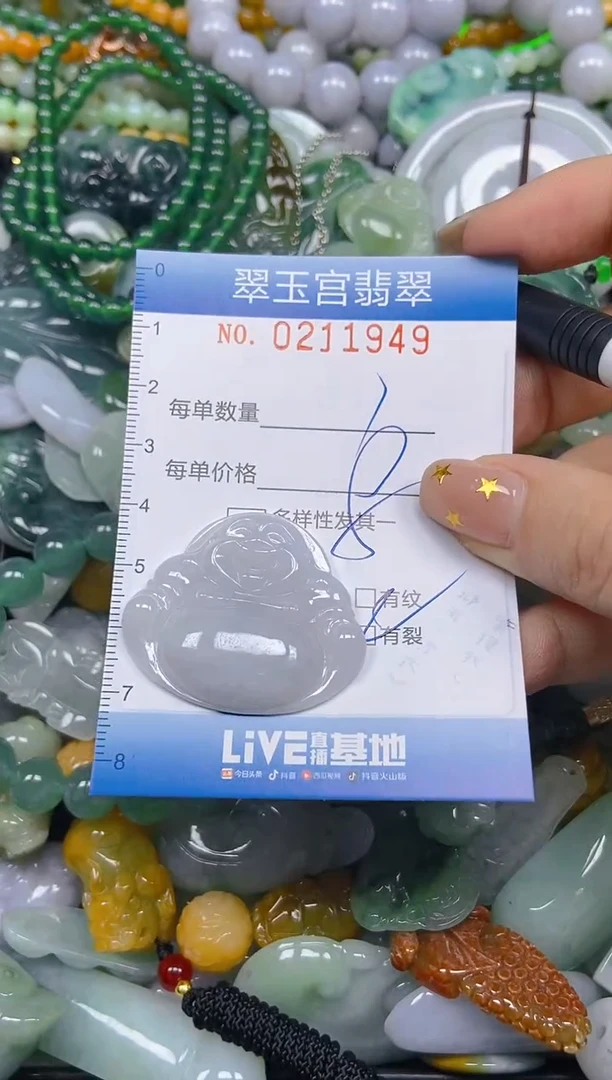 0
翠玉宫翡翠
1
NO. 0211949
2
每单数量
3
每单价格
4
多样性发其一
5
有纹
有裂
7
LiVE直播基地
8
今日头条 抖音 西瓜视频 抖音火山版